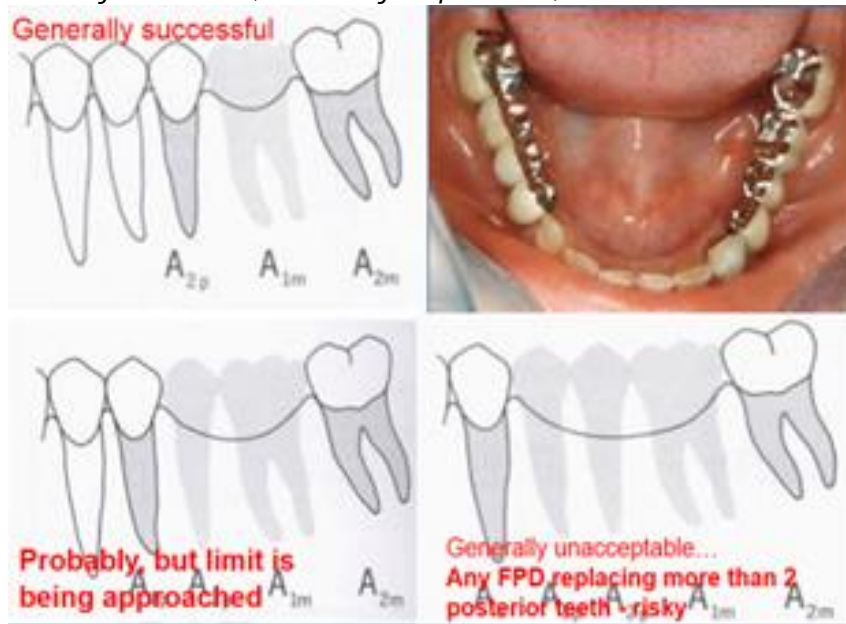 Generally successful
A2p A1m A2m
Probably, but limit is
being approached
A1m A2m
Generally unacceptable...
Any FPD replacing more than 2
posterior teeth - risky
A1m A2m